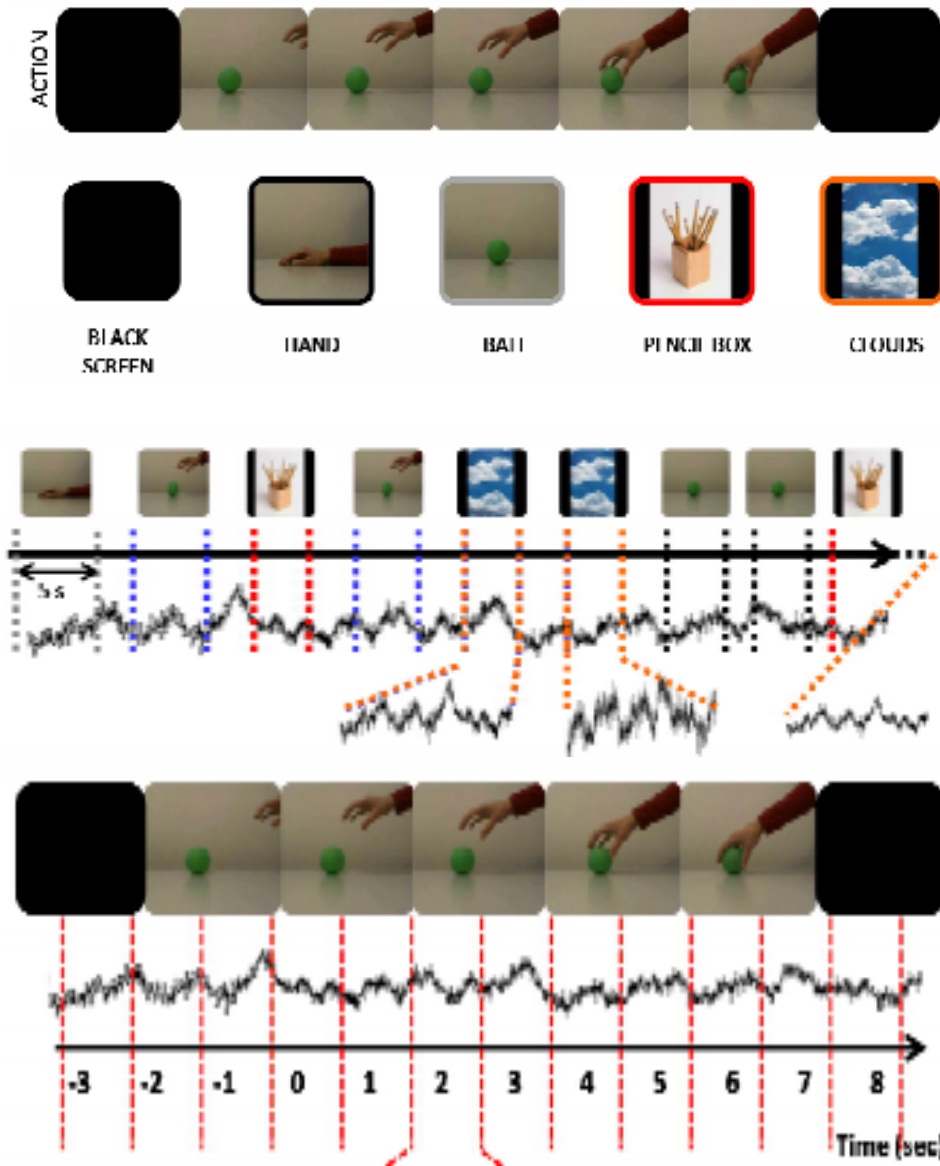 ACTION
BLACK
SCREEN
HAND
BALL
PENCIL BOX
CLOUDS
5 s
-3 -2 -1 0 1 2 3 4 5 6 7 8
Time (sec)